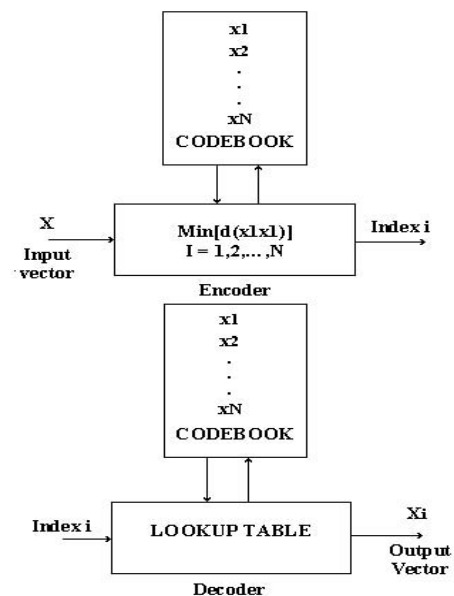 x1
x2
.
.
.
xN
CODEBOOK
X
Input
vector
Min[d(x1x1)]
I = 1,2,...,N
Index i
Encoder
x1
x2
.
.
.
xN
CODEBOOK
Index i
LOOKUP TABLE
Xi
Output
Vector
Decoder